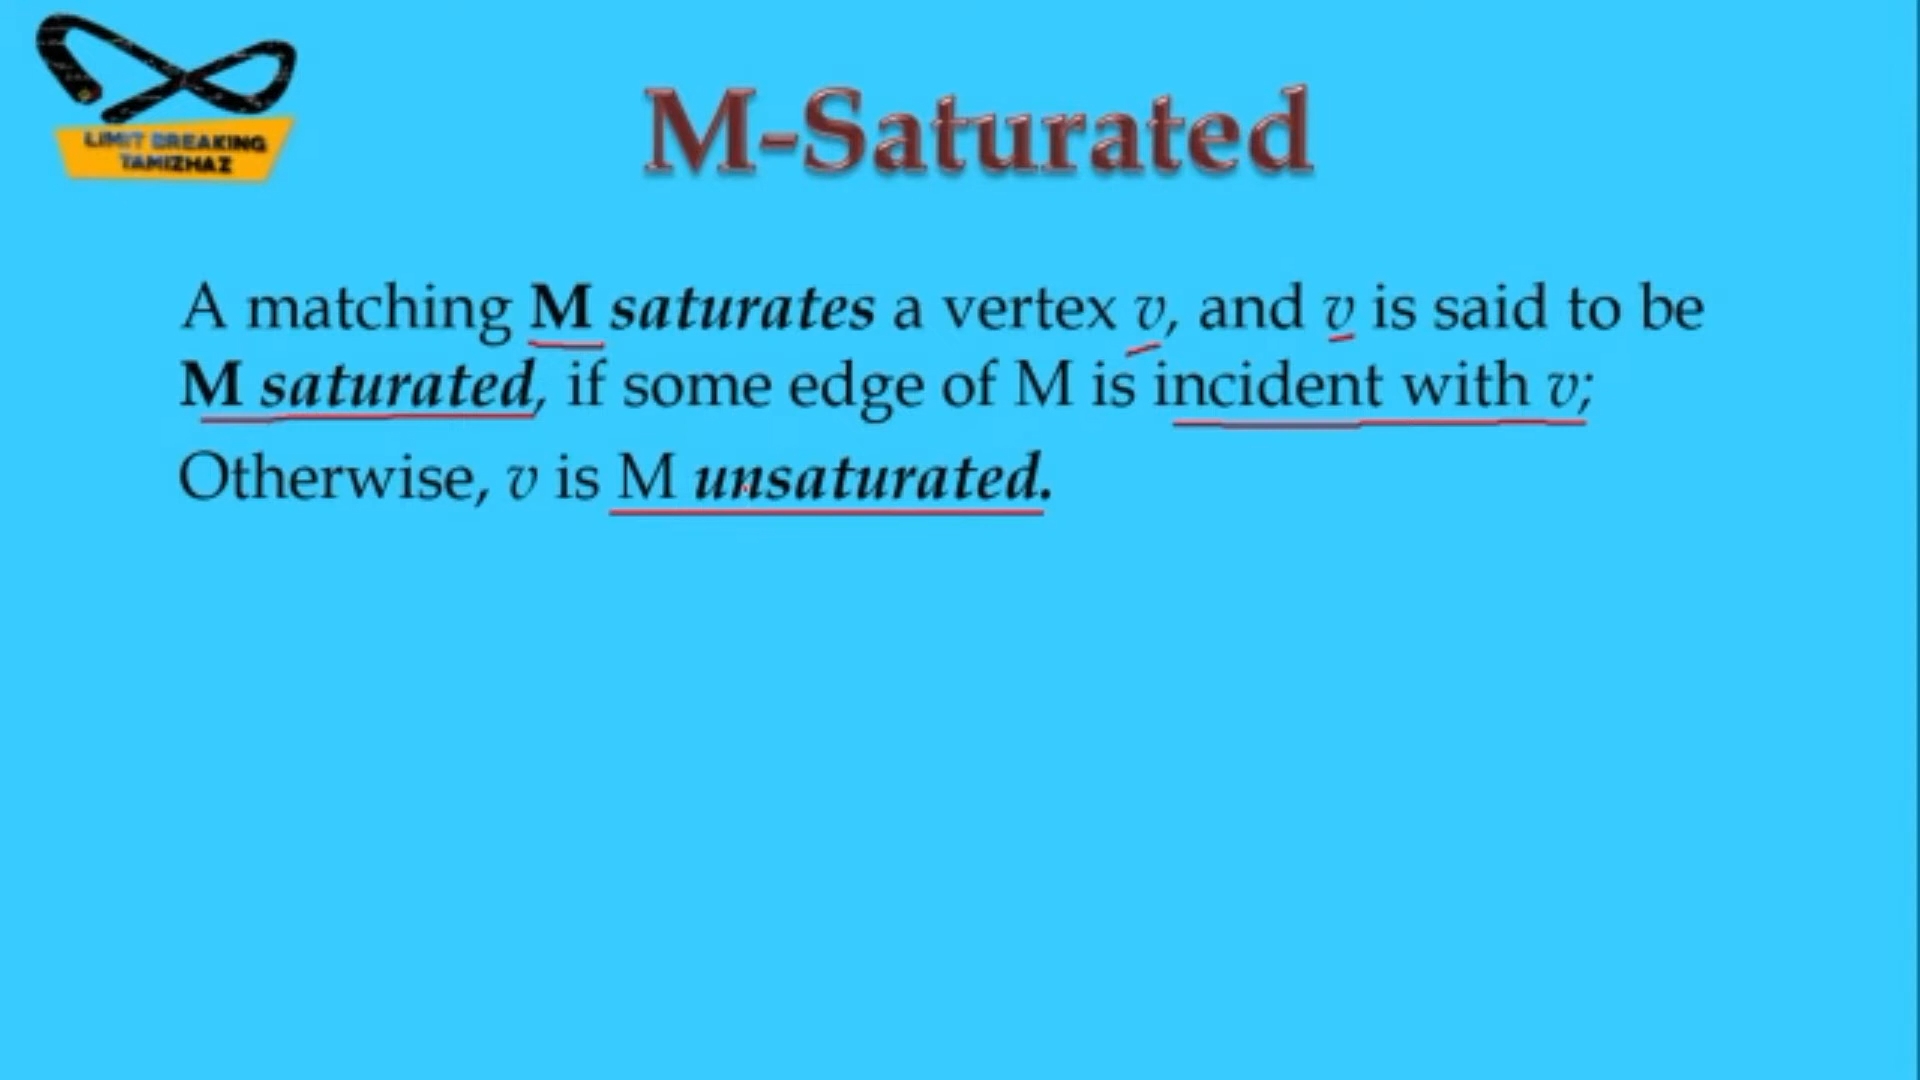 LIMIT BREAKING
TAMIZHAZ
M-Saturated
A matching M saturates a vertex v, and v is said to be
M saturated, if some edge of M is incident with v;
Otherwise, v is M unsaturated.